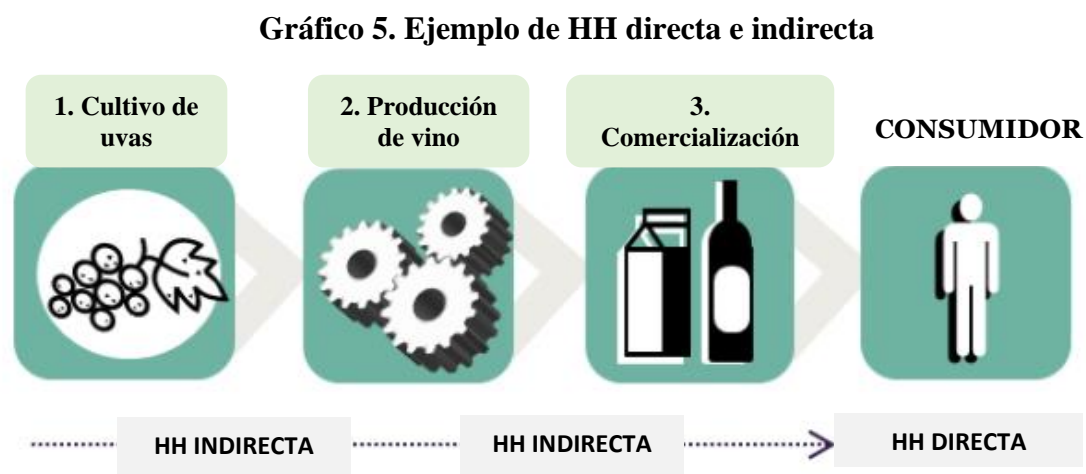 Gráfico 5. Ejemplo de HH directa e indirecta
1. Cultivo de
uvas
2. Producción
de vino
3.
Comercialización
CONSUMIDOR
HH INDIRECTA
HH INDIRECTA
HH DIRECTA